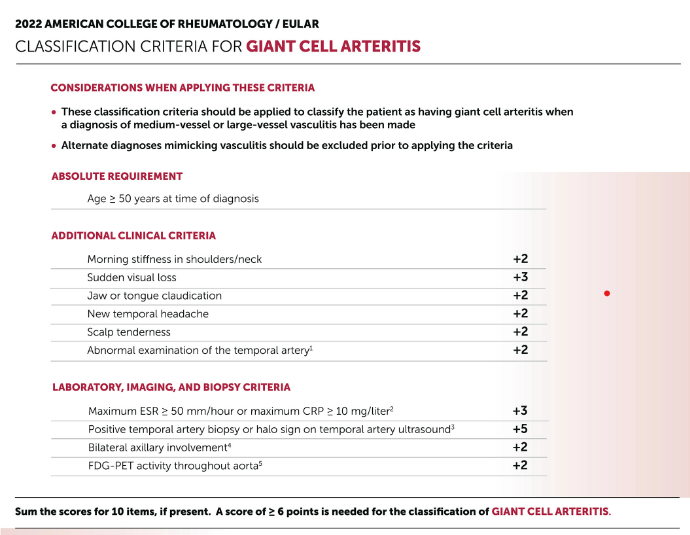 2022 AMERICAN COLLEGE OF RHEUMATOLOGY / EULAR
CLASSIFICATION CRITERIA FOR GIANT CELL ARTERITIS
CONSIDERATIONS WHEN APPLYING THESE CRITERIA
• These classification criteria should be applied to classify the patient as having giant cell arteritis when
a diagnosis of medium-vessel or large-vessel vasculitis has been made
• Alternate diagnoses mimicking vasculitis should be excluded prior to applying the criteria
ABSOLUTE REQUIREMENT
Age ≥ 50 years at time of diagnosis
ADDITIONAL CLINICAL CRITERIA
Morning stiffness in shoulders/neck +2
Sudden visual loss +3
Jaw or tongue claudication +2
New temporal headache +2
Scalp tenderness +2
Abnormal examination of the temporal artery¹ +2
LABORATORY, IMAGING, AND BIOPSY CRITERIA
Maximum ESR ≥ 50 mm/hour or maximum CRP ≥ 10 mg/liter² +3
Positive temporal artery biopsy or halo sign on temporal artery ultrasound³ +5
Bilateral axillary involvement⁴ +2
FDG-PET activity throughout aorta⁵ +2
Sum the scores for 10 items, if present. A score of ≥ 6 points is needed for the classification of GIANT CELL ARTERITIS.